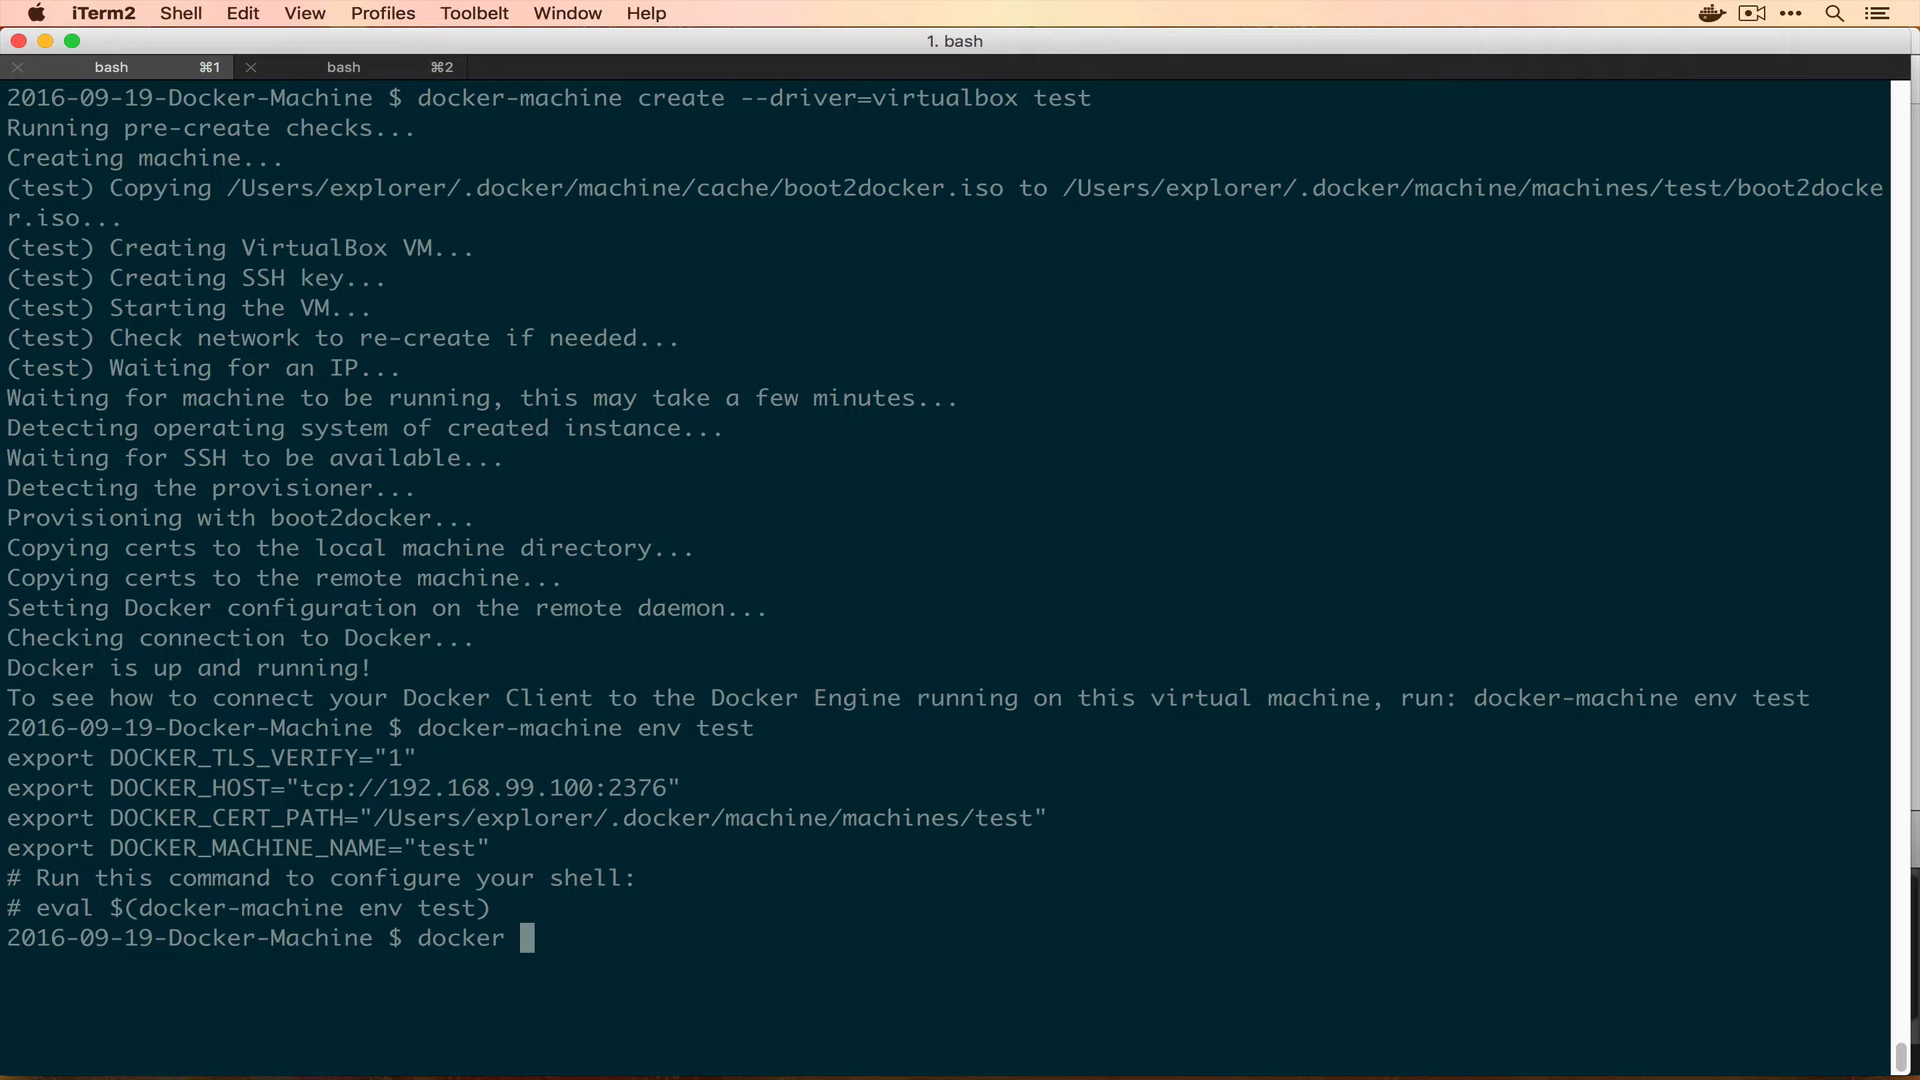 iTerm2 Shell Edit View Profiles Toolbelt Window Help
1. bash
bash ⌘1 bash ⌘2
2016-09-19-Docker-Machine $ docker-machine create --driver=virtualbox test
Running pre-create checks...
Creating machine...
(test) Copying /Users/explorer/.docker/machine/cache/boot2docker.iso to /Users/explorer/.docker/machine/machines/test/boot2docke
r.iso...
(test) Creating VirtualBox VM...
(test) Creating SSH key...
(test) Starting the VM...
(test) Check network to re-create if needed...
(test) Waiting for an IP...
Waiting for machine to be running, this may take a few minutes...
Detecting operating system of created instance...
Waiting for SSH to be available...
Detecting the provisioner...
Provisioning with boot2docker...
Copying certs to the local machine directory...
Copying certs to the remote machine...
Setting Docker configuration on the remote daemon...
Checking connection to Docker...
Docker is up and running!
To see how to connect your Docker Client to the Docker Engine running on this virtual machine, run: docker-machine env test
2016-09-19-Docker-Machine $ docker-machine env test
export DOCKER_TLS_VERIFY="1"
export DOCKER_HOST="tcp://192.168.99.100:2376"
export DOCKER_CERT_PATH="/Users/explorer/.docker/machine/machines/test"
export DOCKER_MACHINE_NAME="test"
# Run this command to configure your shell:
# eval $(docker-machine env test)
2016-09-19-Docker-Machine $ docker